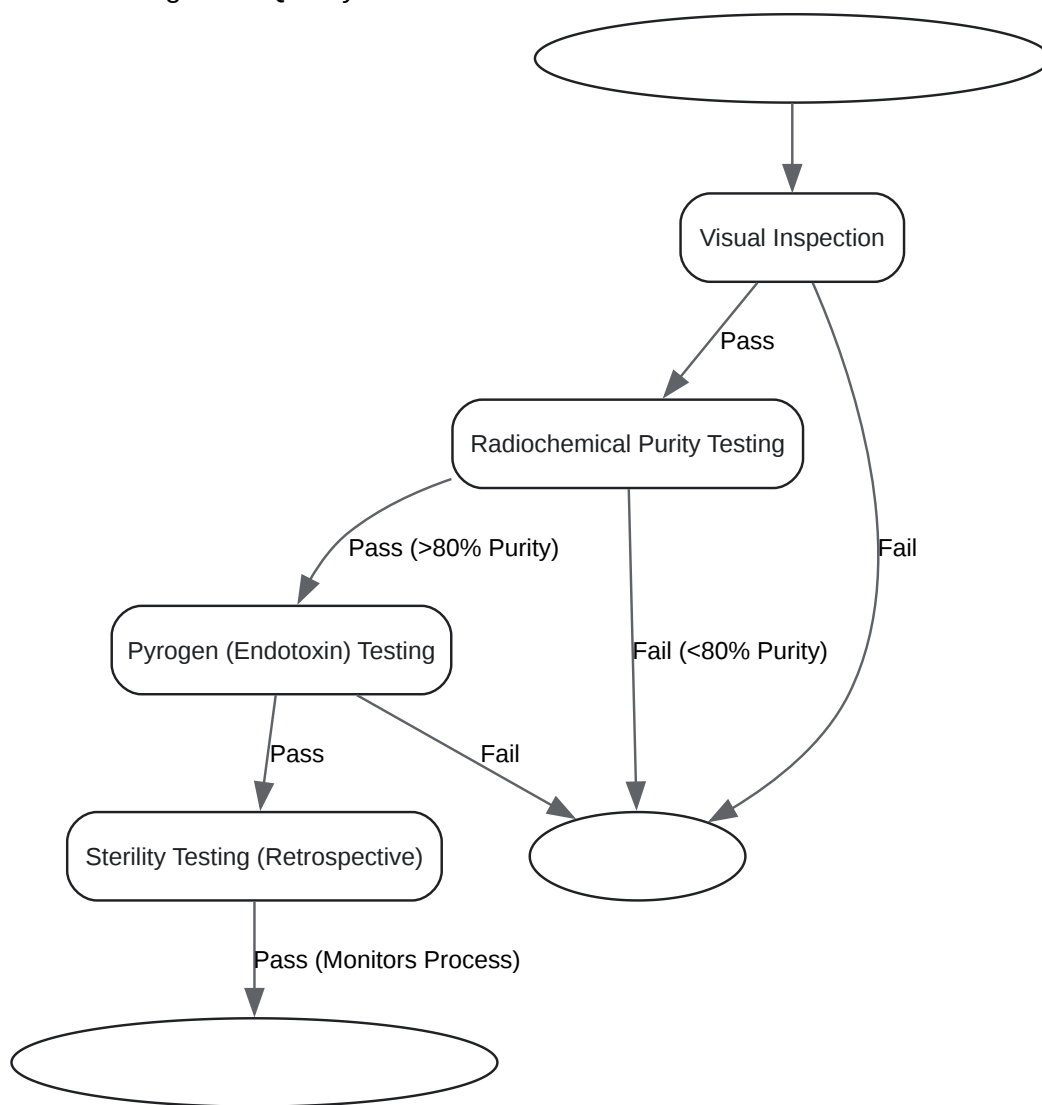 Visual Inspection
Pass
Radiochemical Purity Testing
Pass (>80% Purity)
Fail
Pyrogen (Endotoxin) Testing
Fail (<80% Purity)
Pass
Fail
Sterility Testing (Retrospective)
Pass (Monitors Process)